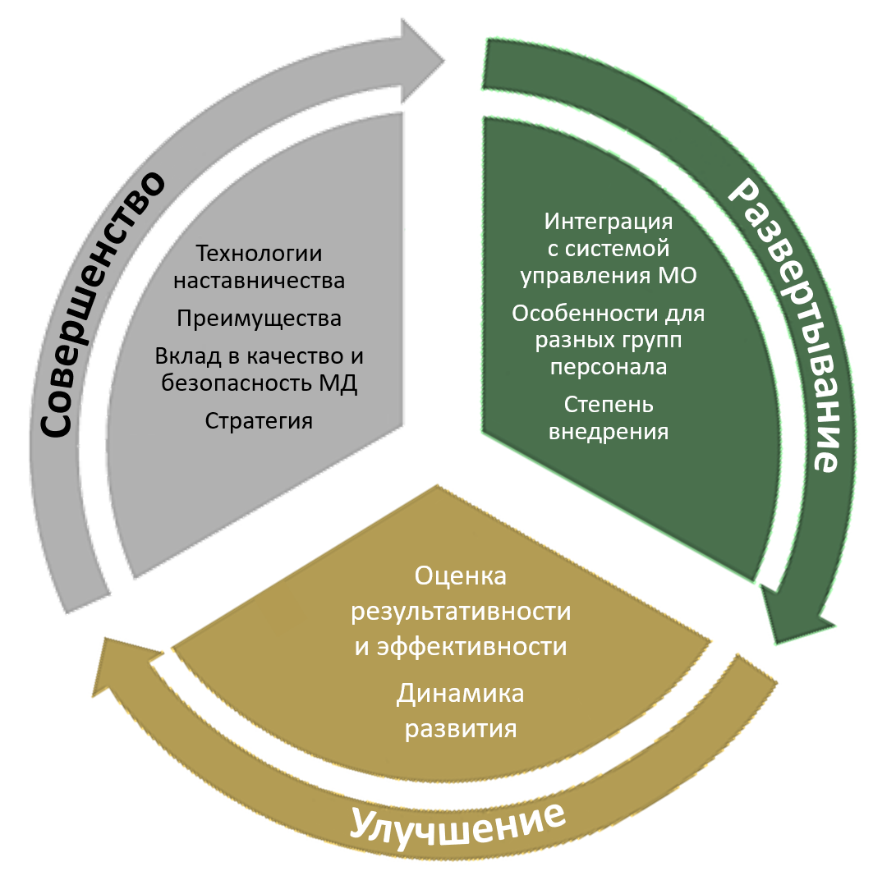 Совершенство
Технологии
наставничества
Преимущества
Вклад в качество и
безопасность МД
Стратегия
Развертывание
Интеграция
с системой
управления МО
Особенности для
разных групп
персонала
Степень
внедрения
Оценка
результативности
и эффективности
Динамика
развития
Улучшение